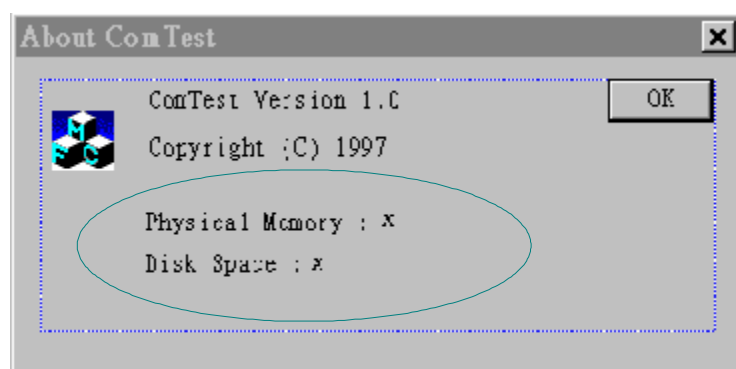 About ComTest
ComTest Version 1.0
OK
M
F C
Copyright (C) 1997
Physical Memory : x
Disk Space : x